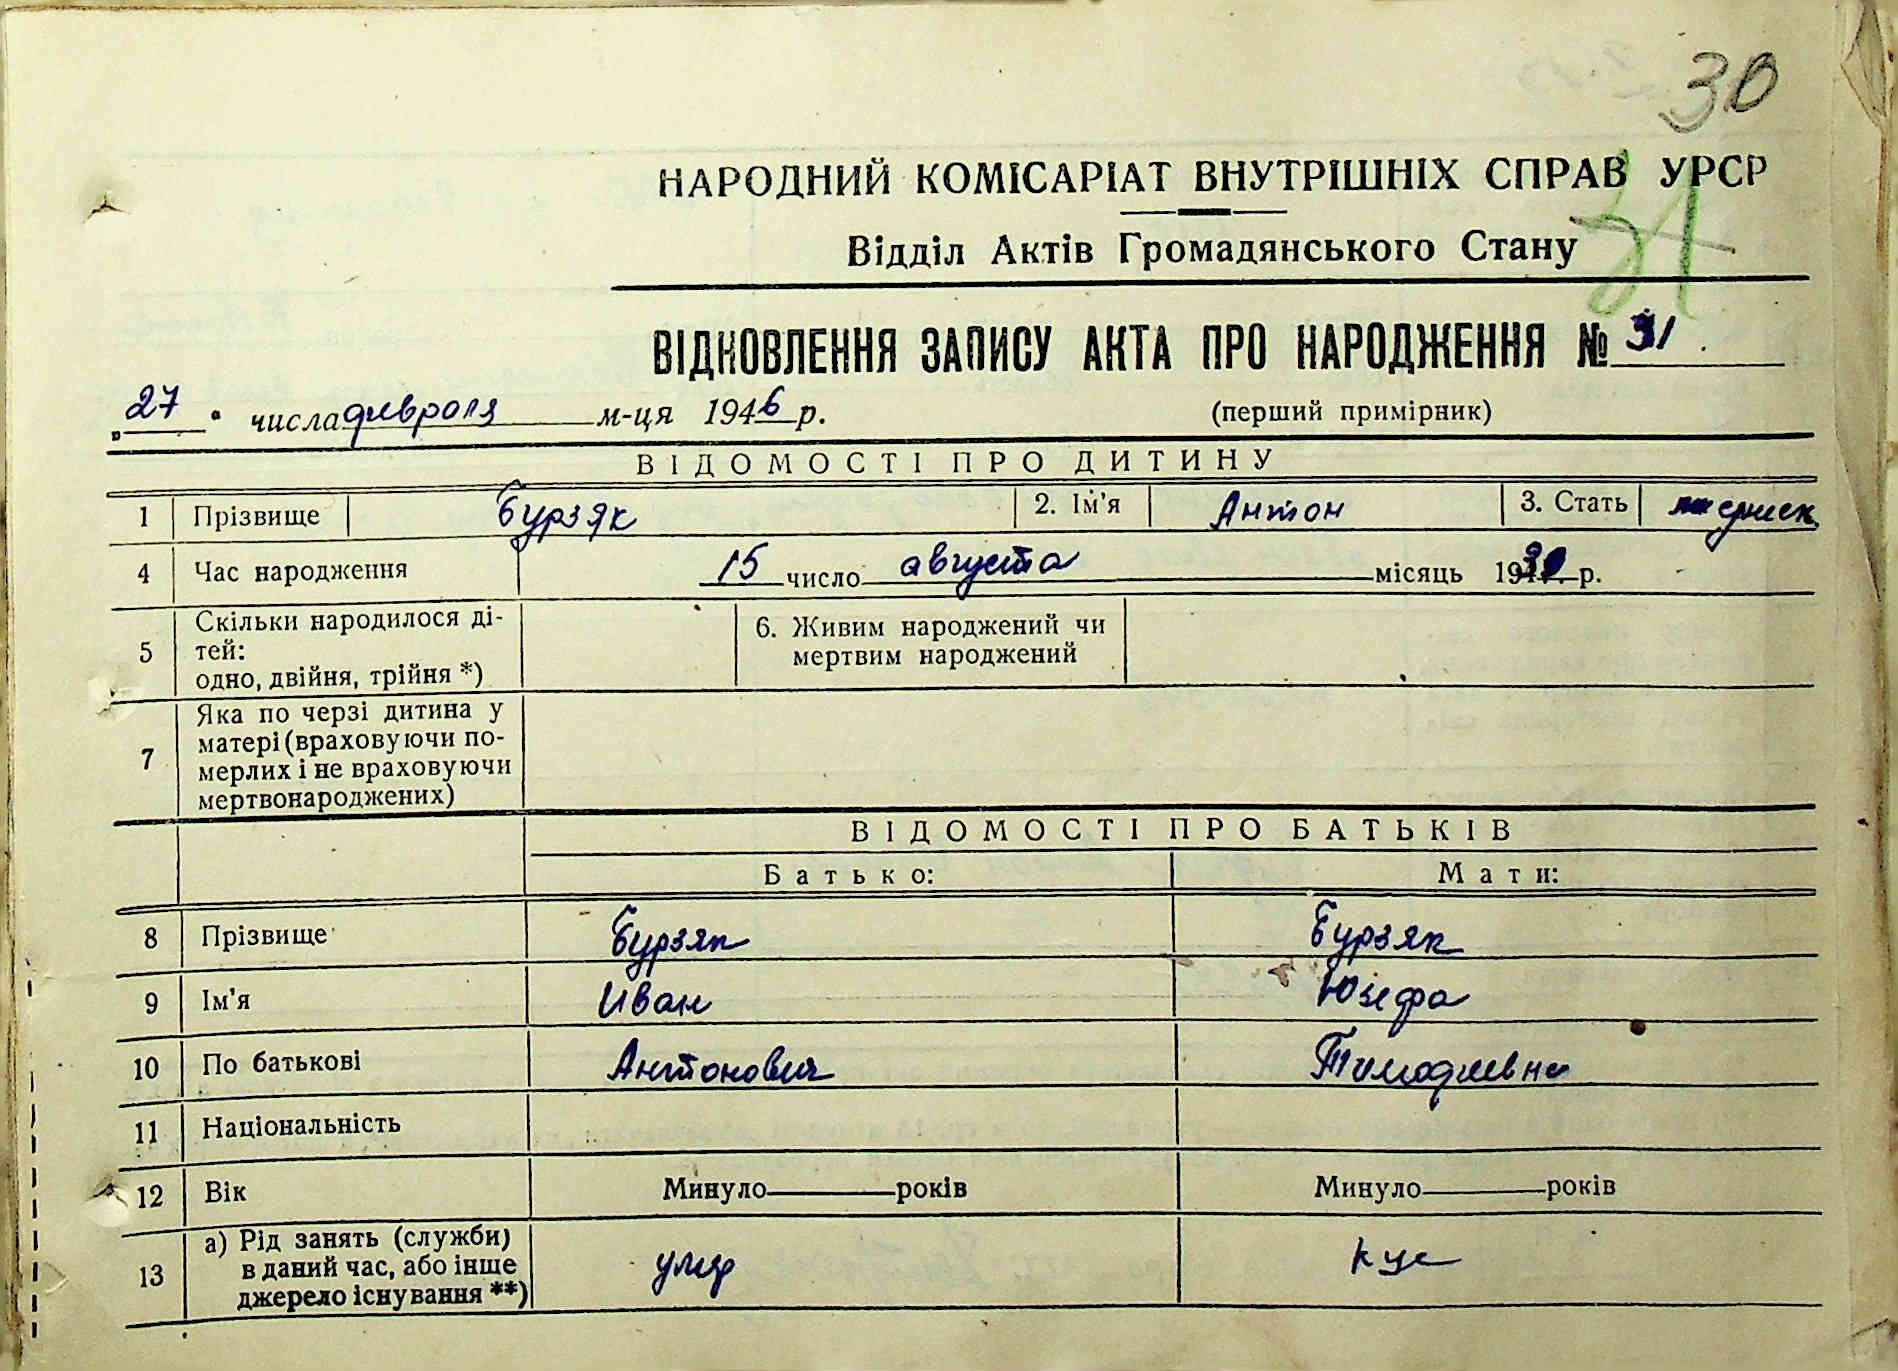 30
НАРОДНИЙ КОМІСАРІАТ ВНУТРІШНІХ СПРАВ УРСР
31
Відділ Актів Громадянського Стану
ВІДНОВЛЕННЯ ЗАПИСУ АКТА ПРО НАРОДЖЕННЯ № 31
„27" числа февроля м-ця 1946 р. (перший примірник)
ВІДОМОСТІ ПРО ДИТИНУ
1 Прізвище Бурзяк 2. Ім'я Антон 3. Стать
4 Час народження 15 число августа місяць 1930 р.
5 Скільки народилося ді-
тей:
одно, двійня, трійня *)
6. Живим народжений чи
мертвим народжений
7 Яка по черзі дитина у
матері (враховуючи по-
мерлих і не враховуючи
мертвонароджених)
ВІДОМОСТІ ПРО БАТЬКІВ
Батько: Мати:
8 Прізвище Бурзяк Бурзяк
9 Ім'я Иван Юзефа
10 По батькові Антонович Тимофиевна
11 Національність
12 Вік Минуло років Минуло років
13 а) Рід занять (служби)
в даний час, або інше
джерело існування **)
умер